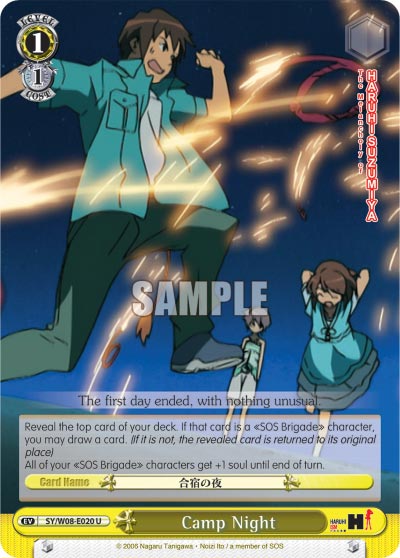 LEVEL
1
1
COST
The Melancholy of
HARUHI SUZUMIYA
SAMPLE
The first day ended, with nothing unusual.
Reveal the top card of your deck. If that card is a «SOS Brigade» character,
you may draw a card. (If it is not, the revealed card is returned to its original
place)
All of your «SOS Brigade» characters get +1 soul until end of turn.
Card Name 合宿の夜
EV SY/W08-E020 U Camp Night
HARUHI
ISM
H
© 2006 Nagaru Tanigawa • Noizi Ito / a member of SOS